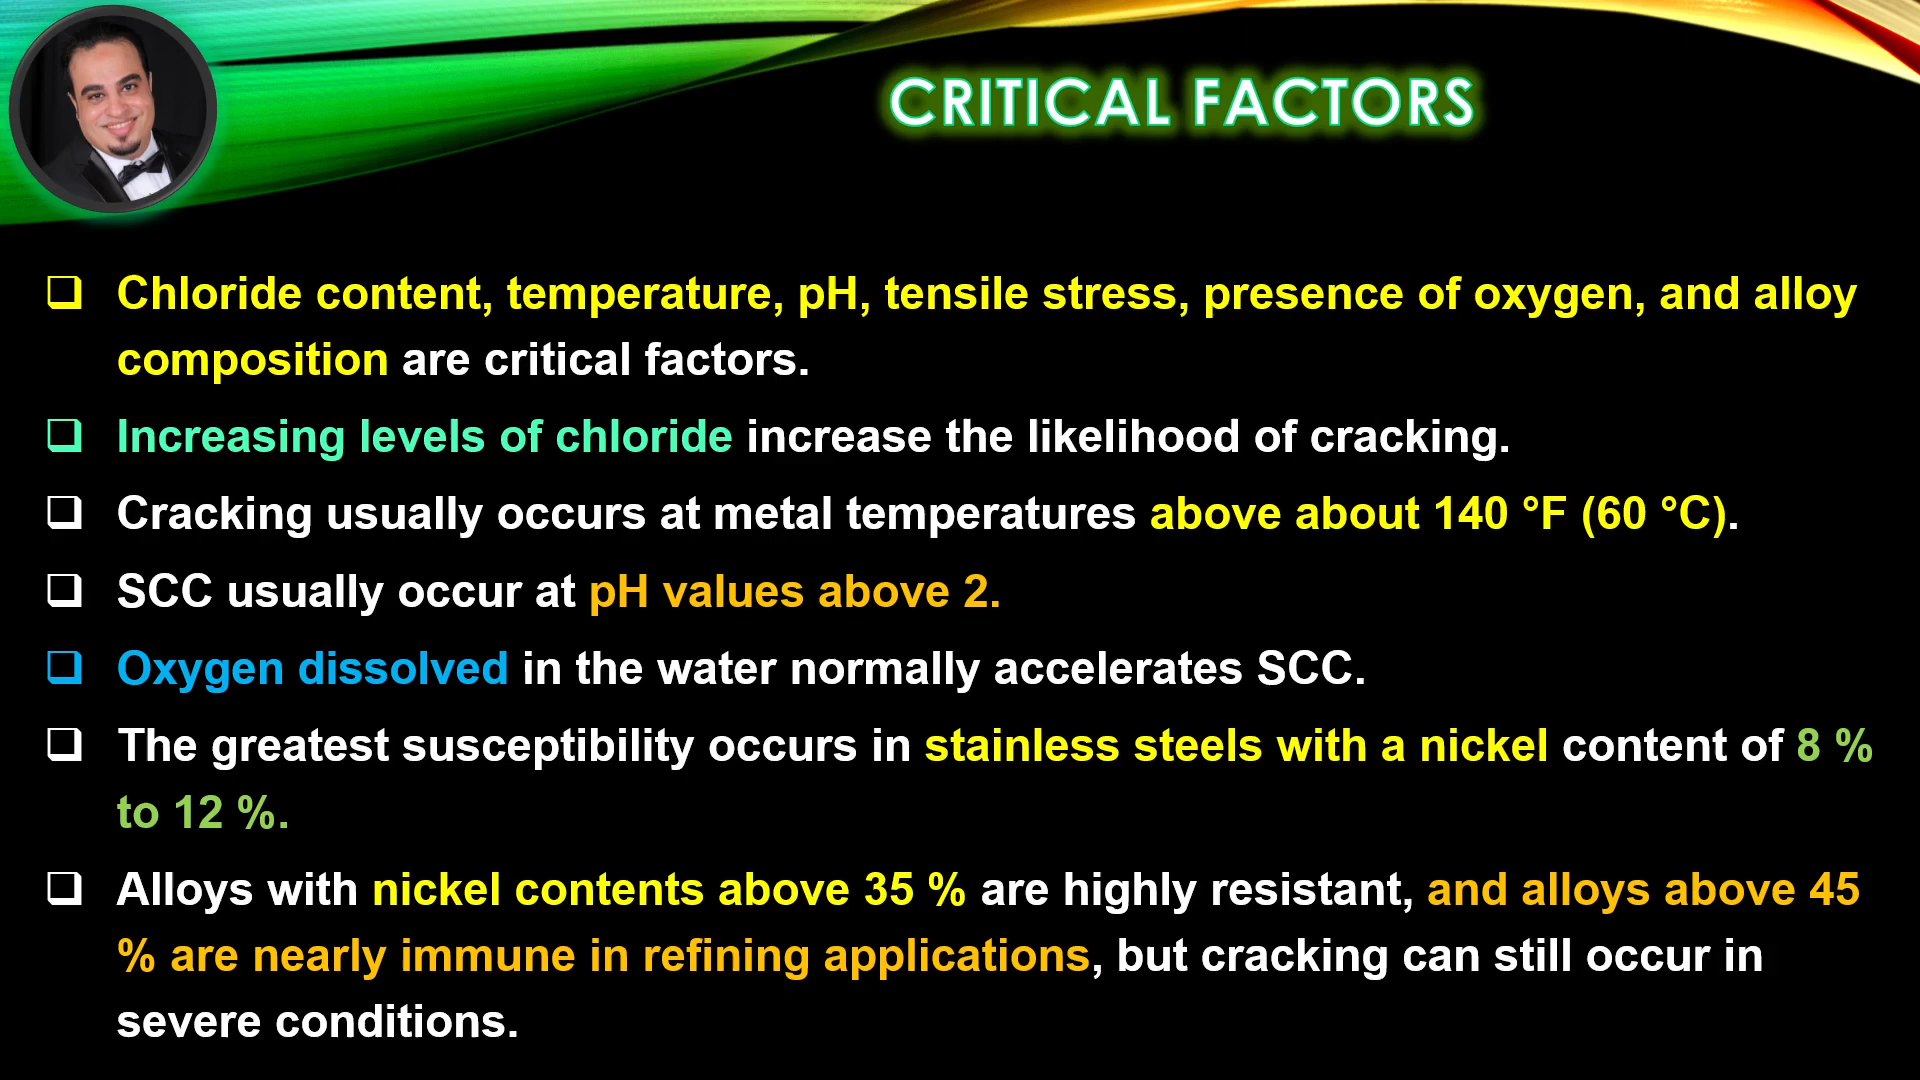 CRITICAL FACTORS
Chloride content, temperature, pH, tensile stress, presence of oxygen, and alloy
composition are critical factors.
Increasing levels of chloride increase the likelihood of cracking.
Cracking usually occurs at metal temperatures above about 140 °F (60 °C).
SCC usually occur at pH values above 2.
Oxygen dissolved in the water normally accelerates SCC.
The greatest susceptibility occurs in stainless steels with a nickel content of 8 %
to 12 %.
Alloys with nickel contents above 35 % are highly resistant, and alloys above 45
% are nearly immune in refining applications, but cracking can still occur in
severe conditions.